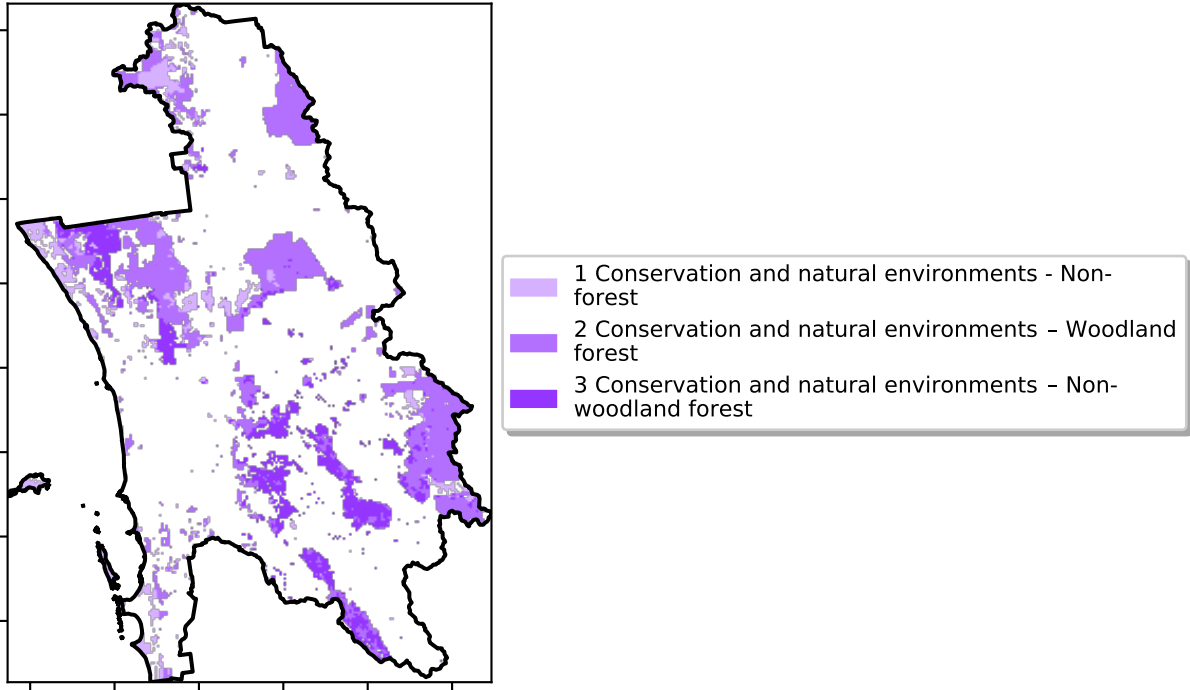 1 Conservation and natural environments - Non-
forest
2 Conservation and natural environments – Woodland
forest
3 Conservation and natural environments – Non-
woodland forest